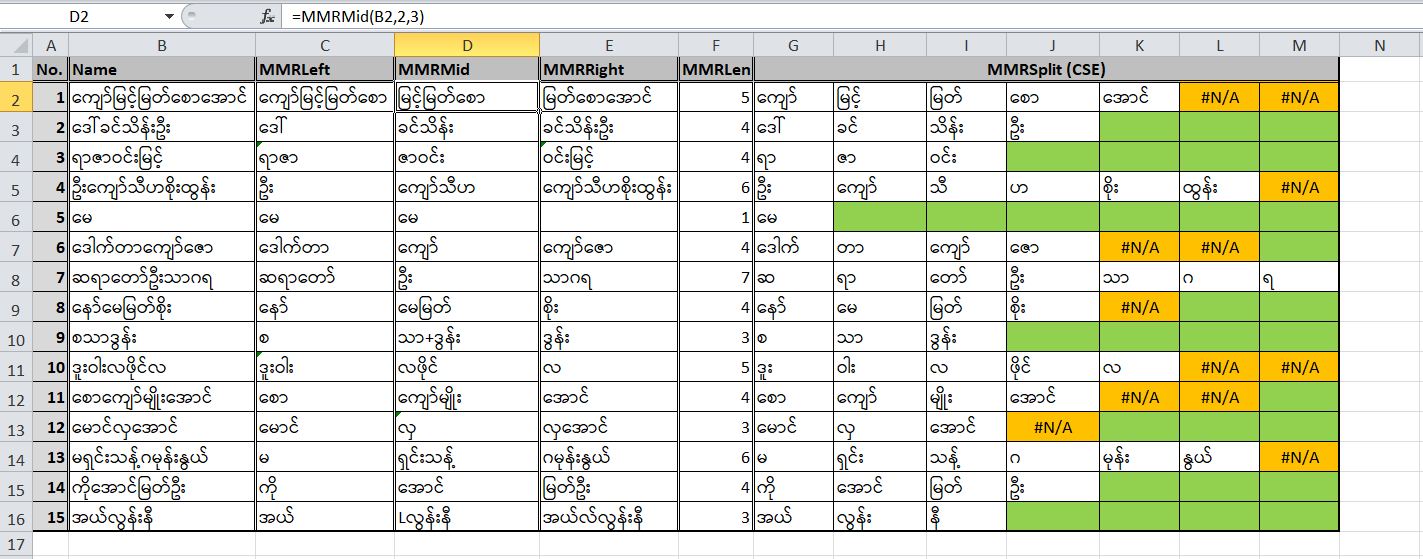 D2 fx =MMRMid(B2,2,3)
A B C D E F G H I J K L M N
1 No. Name MMRLeft MMRMid MMRRight MMRLen MMRSplit (CSE)
2 1 ကျော်မြင့်မြတ်စောအောင် ကျော်မြင့်မြတ်စော မြင့်မြတ်စော မြတ်စောအောင် 5 ကျော် မြင့် မြတ် စော အောင် #N/A #N/A
3 2 ဒေါ်ခင်သိန်းဦး ဒေါ် ခင်သိန်း ခင်သိန်းဦး 4 ဒေါ် ခင် သိန်း ဦး
4 3 ရာဇာဝင်းမြင့် ရာဇာ ဇာဝင်း ဝင်းမြင့် 4 ရာ ဇာ ဝင်း
5 4 ဦးကျော်သီဟစိုးထွန်း ဦး ကျော်သီဟ ကျော်သီဟစိုးထွန်း 6 ဦး ကျော် သီ ဟ စိုး ထွန်း #N/A
6 5 မေ မေ မေ 1 မေ
7 6 ဒေါက်တာကျော်ဇော ဒေါက်တာ ကျော် ကျော်ဇော 4 ဒေါက် တာ ကျော် ဇော #N/A #N/A
8 7 ဆရာတော်ဦးသာဂရ ဆရာတော် ဦး သာဂရ 7 ဆ ရာ တော် ဦး သာ ဂ ရ
9 8 နော်မေမြတ်စိုး နော် မေမြတ် စိုး 4 နော် မေ မြတ် စိုး #N/A
10 9 စသာဒွန်း စ သာ+ဒွန်း ဒွန်း 3 စ သာ ဒွန်း
11 10 ဒူးဝါးလဖိုင်လ ဒူးဝါး လဖိုင် လ 5 ဒူး ဝါး လ ဖိုင် လ #N/A #N/A
12 11 စောကျော်မျိုးအောင် စော ကျော်မျိုး အောင် 4 စော ကျော် မျိုး အောင် #N/A #N/A
13 12 မောင်လှအောင် မောင် လှ လှအောင် 3 မောင် လှ အောင် #N/A
14 13 မရှင်းသန့်ဂမုန်းနွယ် မ ရှင်းသန့် ဂမုန်းနွယ် 6 မ ရှင်း သန့် ဂ မုန်း နွယ် #N/A
15 14 ကိုအောင်မြတ်ဦး ကို အောင် မြတ်ဦး 4 ကို အောင် မြတ် ဦး
16 15 အယ်လွန်းနီ အယ် Lလွန်းနီ အယ်လ်လွန်းနီ 3 အယ် လွန်း နီ
17